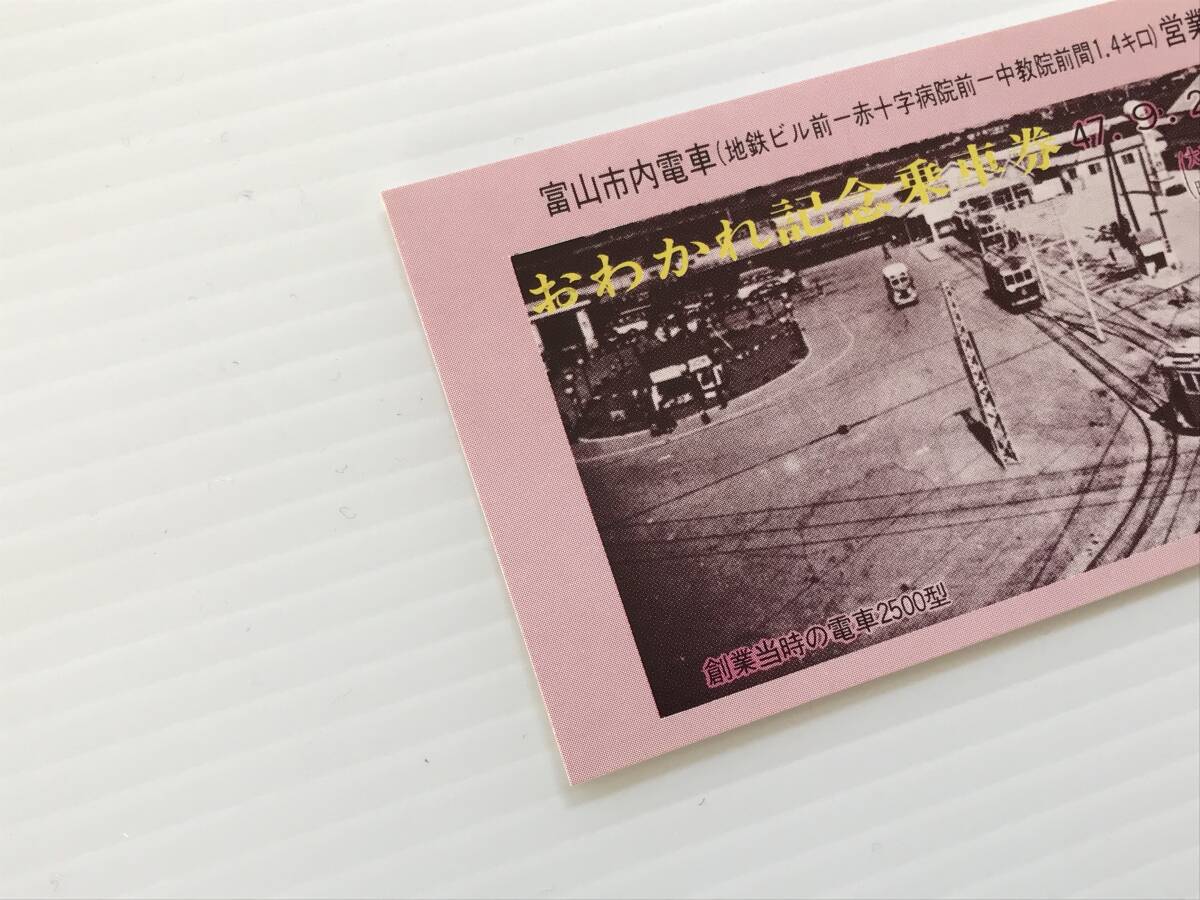 富山市内電車(地鉄ビル前ー赤十字病院前ー中教院前間1.4キロ)営業
おわかれ記念乗車券 47.9.2
創業当時の電車2500型